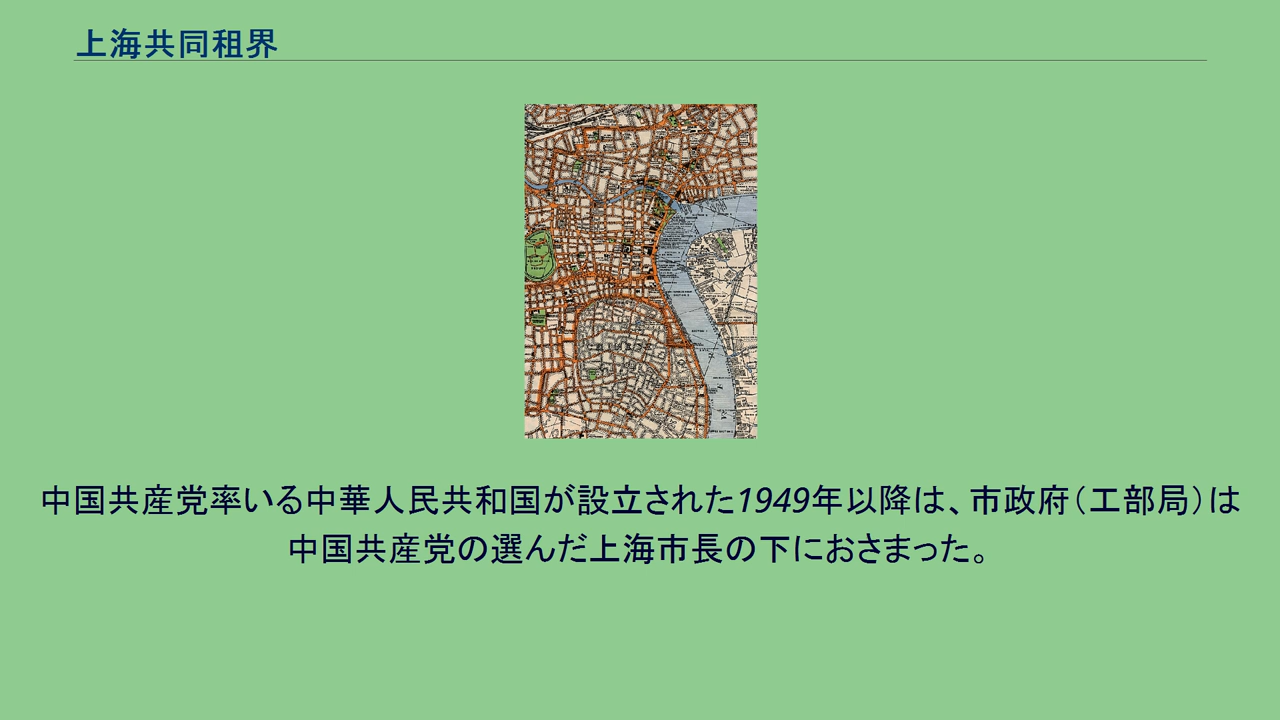 上海共同租界
中国共産党率いる中華人民共和国が設立された1949年以降は、市政府（工部局）は
中国共産党の選んだ上海市長の下におさまった。